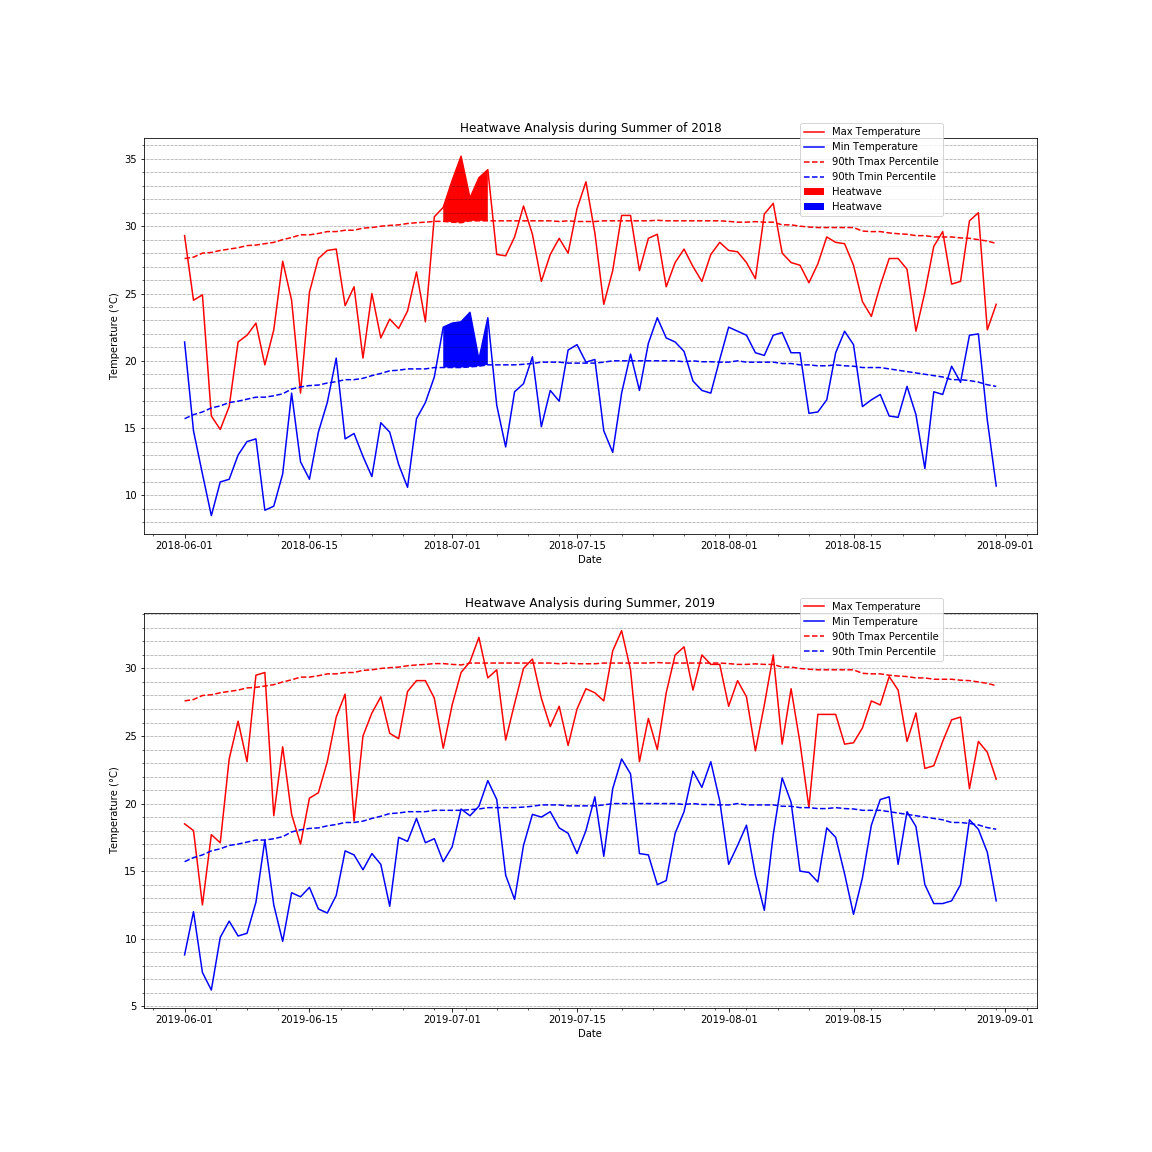 Heatwave Analysis during Summer of 2018
Max Temperature
Min Temperature
90th Tmax Percentile
90th Tmin Percentile
Heatwave
Heatwave
35
30
25
20
15
10
Temperature (°C)
2018-06-01 2018-06-15 2018-07-01 2018-07-15 2018-08-01 2018-08-15 2018-09-01
Date
Heatwave Analysis during Summer, 2019
Max Temperature
Min Temperature
90th Tmax Percentile
90th Tmin Percentile
30
25
20
15
10
5
Temperature (°C)
2019-06-01 2019-06-15 2019-07-01 2019-07-15 2019-08-01 2019-08-15 2019-09-01
Date